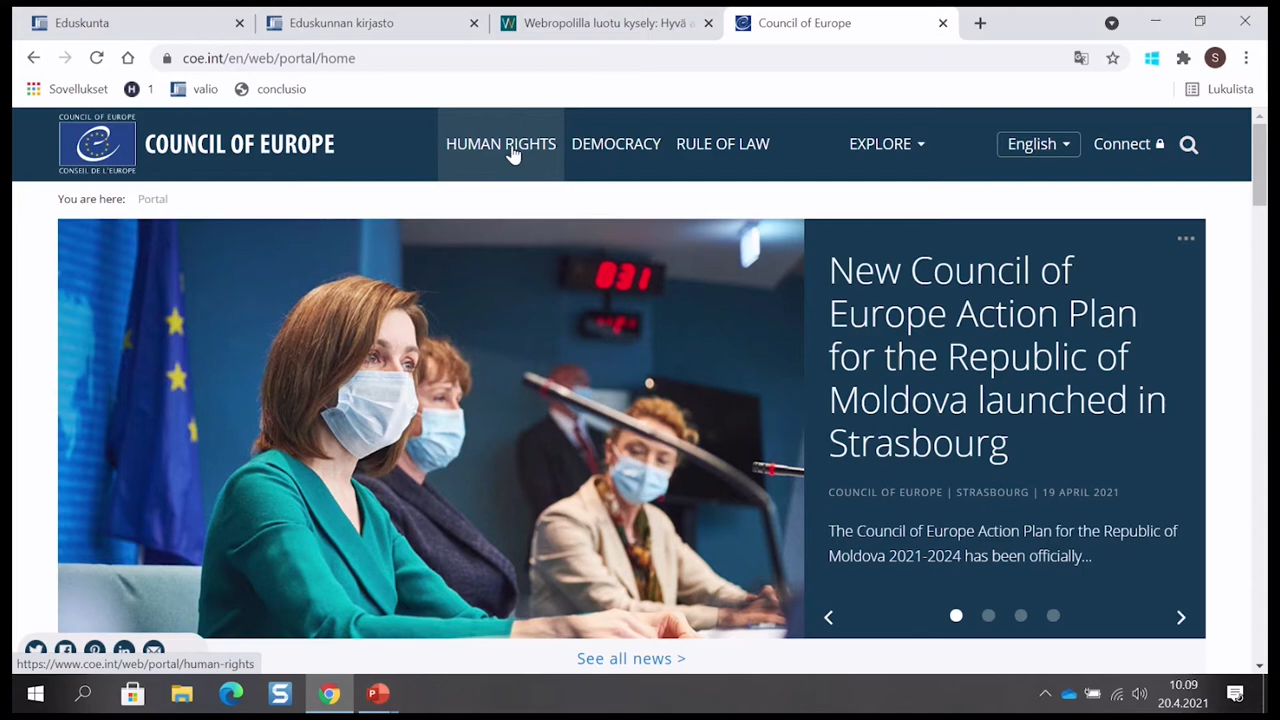 Eduskunta
Eduskunnan kirjasto
Webropolilla luotu kysely: Hyvä
Council of Europe
coe.int/en/web/portal/home
S
Sovellukset
H 1
valio
conclusio
Lukulista
COUNCIL OF EUROPE
CONSEIL DE L'EUROPE
COUNCIL OF EUROPE
HUMAN RIGHTS
DEMOCRACY
RULE OF LAW
EXPLORE
English
Connect
You are here: Portal
New Council of
Europe Action Plan
for the Republic of
Moldova launched in
Strasbourg
COUNCIL OF EUROPE | STRASBOURG | 19 APRIL 2021
The Council of Europe Action Plan for the Republic of
Moldova 2021-2024 has been officially...
See all news >
https://www.coe.int/web/portal/human-rights
10.09
20.4.2021